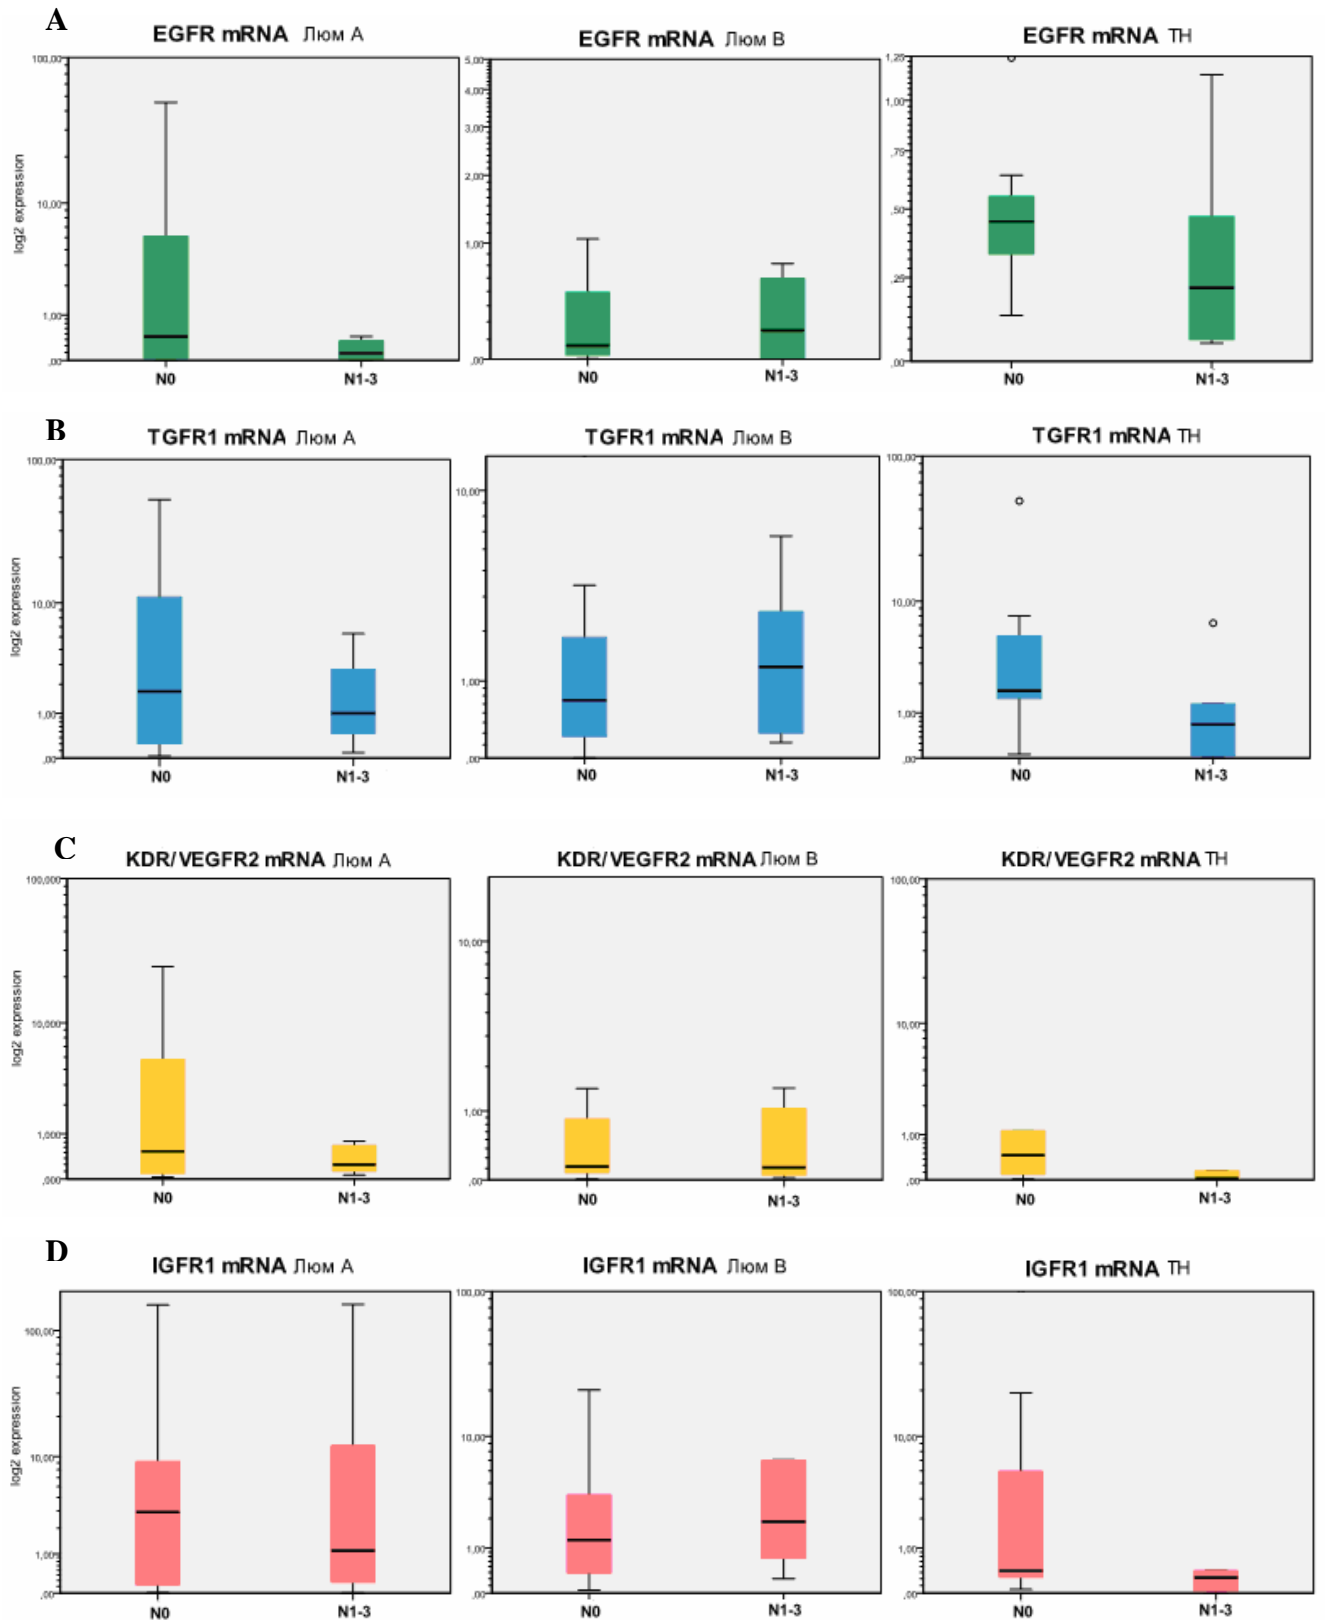 A
EGFR mRNA Люм А
EGFR mRNA Люм В
EGFR mRNA ТН
log2 expression
100,00
10,00
1,00
,00
N0
N1-3
5,00
4,00
3,00
2,00
1,00
,00
N0
N1-3
1,25
1,00
,75
,50
,25
,00
N0
N1-3
B
TGFR1 mRNA Люм А
TGFR1 mRNA Люм В
TGFR1 mRNA ТН
log2 expression
100,00
10,00
1,00
,00
N0
N1-3
10,00
1,00
,00
N0
N1-3
100,00
10,00
1,00
,00
N0
N1-3
C
KDR/VEGFR2 mRNA Люм А
KDR/VEGFR2 mRNA Люм В
KDR/VEGFR2 mRNA ТН
log2 expression
100,000
10,000
1,000
,000
N0
N1-3
10,00
1,00
,00
N0
N1-3
100,00
10,00
1,00
,00
N0
N1-3
D
IGFR1 mRNA Люм А
IGFR1 mRNA Люм В
IGFR1 mRNA ТН
log2 expression
100,00
10,00
1,00
,00
N0
N1-3
100,00
10,00
1,00
,00
N0
N1-3
100,00
10,00
1,00
,00
N0
N1-3